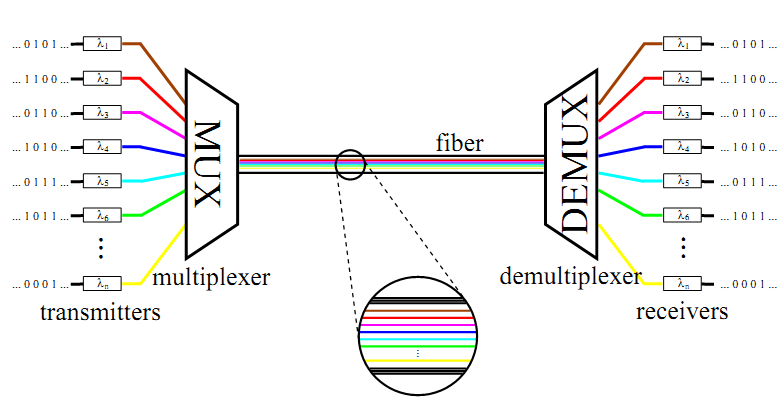 ...0101... λ1 λ1 ...0101...
...1100... λ2 λ2 ...1100...
...0110... λ3 λ3 ...0110...
...1010... λ4 λ4 ...1010...
...0111... λ5 λ5 ...0111...
...1011... λ6 λ6 ...1011...
...0001... λn λn ...0001...
MUX
DEMUX
fiber
multiplexer
demultiplexer
transmitters
receivers